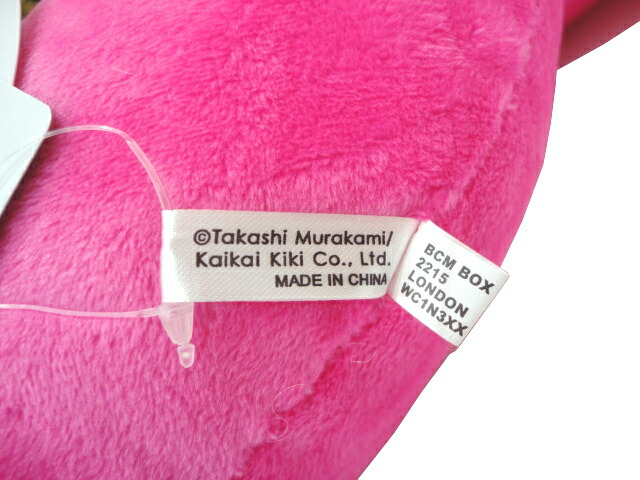 ©Takashi Murakami/
Kaikai Kiki Co., Ltd.
MADE IN CHINA
BCM BOX
2215
LONDON
WC1N3XX